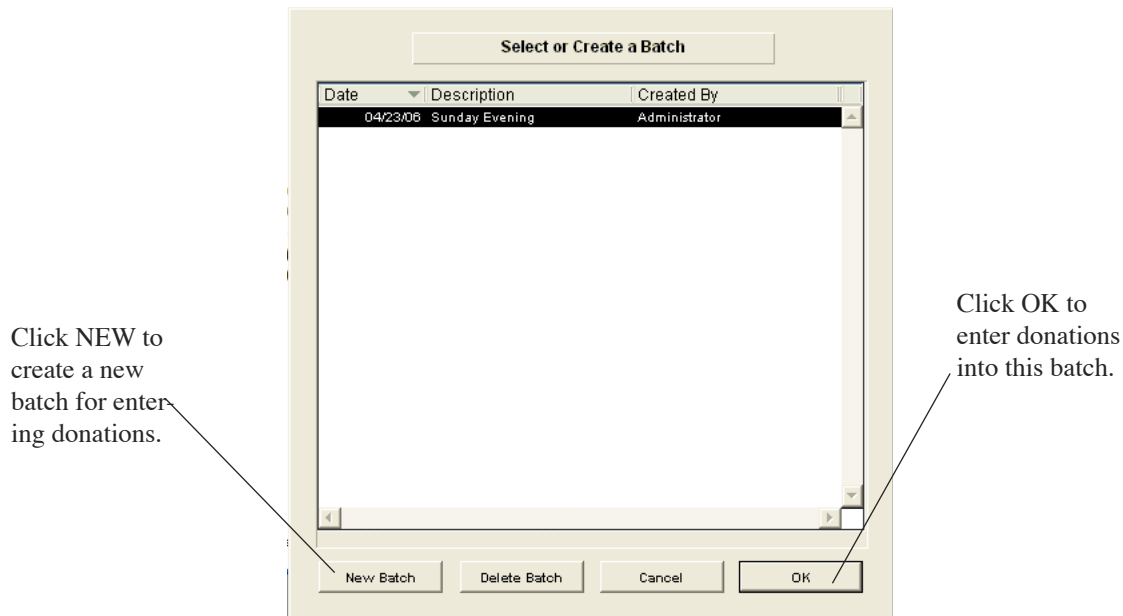 Select or Create a Batch
Date Description Created By
04/23/06 Sunday Evening Administrator
Click NEW to
create a new
batch for enter-
ing donations.
Click OK to
enter donations
into this batch.
New Batch Delete Batch Cancel OK